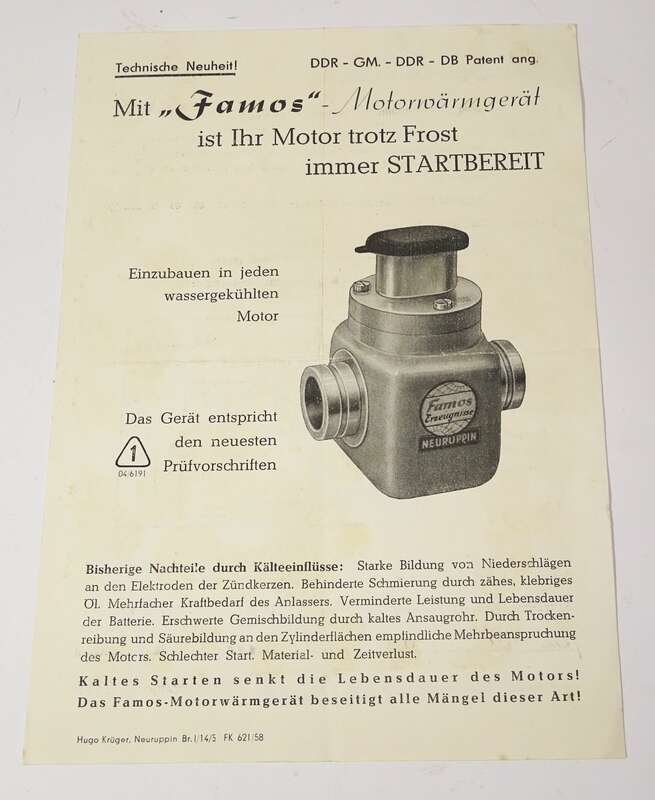 Technische Neuheit!
DDR - GM. - DDR - DB Patent ang.
Mit „Famos“ - Motorwärmgerät
ist Ihr Motor trotz Frost
immer STARTBEREIT
Einzubauen in jeden
wassergekühlten
Motor
Das Gerät entspricht
den neuesten
Prüfvorschriften
1
04/6191
Famos
Erzeugnisse
NEURUPPIN
Bisherige Nachteile durch Kälteeinflüsse: Starke Bildung von Niederschlägen
an den Elektroden der Zündkerzen. Behinderte Schmierung durch zähes, klebriges
Öl. Mehrfacher Kraftbedarf des Anlassers. Verminderte Leistung und Lebensdauer
der Batterie. Erschwerte Gemischbildung durch kaltes Ansaugrohr. Durch Trocken-
reibung und Säurebildung an den Zylinderflächen empfindliche Mehrbeanspruchung
des Motors. Schlechter Start. Material- und Zeitverlust.
Kaltes Starten senkt die Lebensdauer des Motors!
Das Famos-Motorwärmgerät beseitigt alle Mängel dieser Art!
Hugo Krüger, Neuruppin Br. I/14/5 FK 621/58